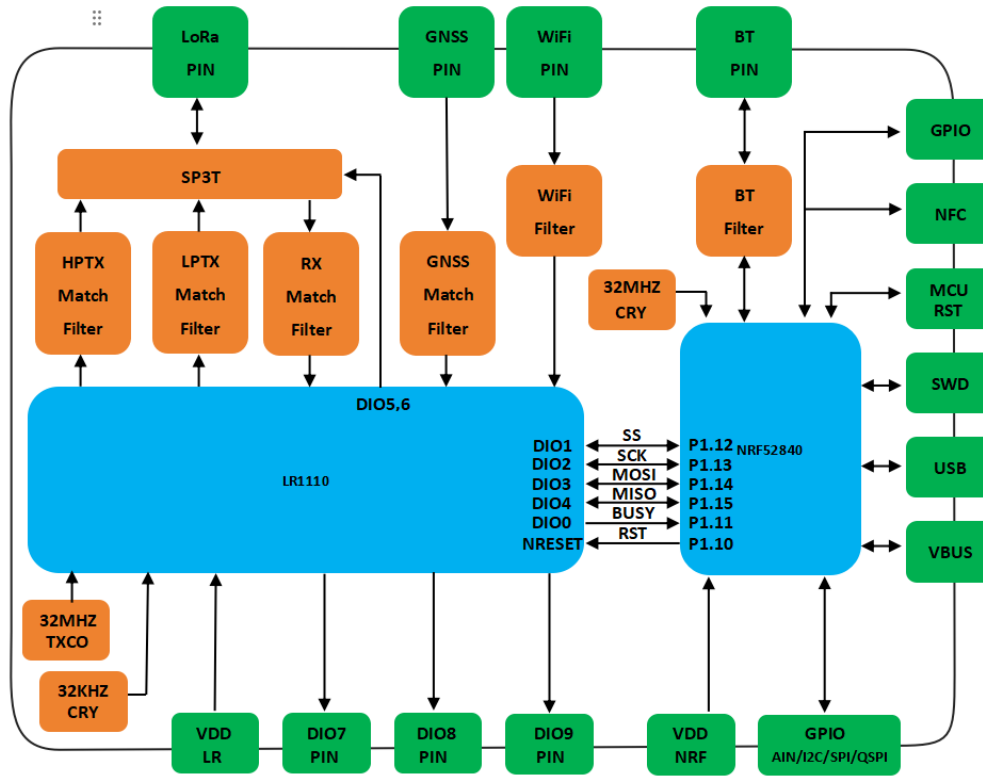 LoRa
PIN
GNSS
PIN
WiFi
PIN
BT
PIN
GPIO
SP3T
WiFi
Filter
BT
Filter
NFC
HPTX
Match
Filter
LPTX
Match
Filter
RX
Match
Filter
GNSS
Match
Filter
32MHZ
CRY
MCU
RST
DIO5,6
SWD
LR1110
DIO1
DIO2
DIO3
DIO4
DIO0
NRESET
SS
SCK
MOSI
MISO
BUSY
RST
P1.12
P1.13
P1.14
P1.15
P1.11
P1.10
NRF52840
USB
VBUS
32MHZ
TXCO
32KHZ
CRY
VDD
LR
DIO7
PIN
DIO8
PIN
DIO9
PIN
VDD
NRF
GPIO
AIN/I2C/SPI/QSPI